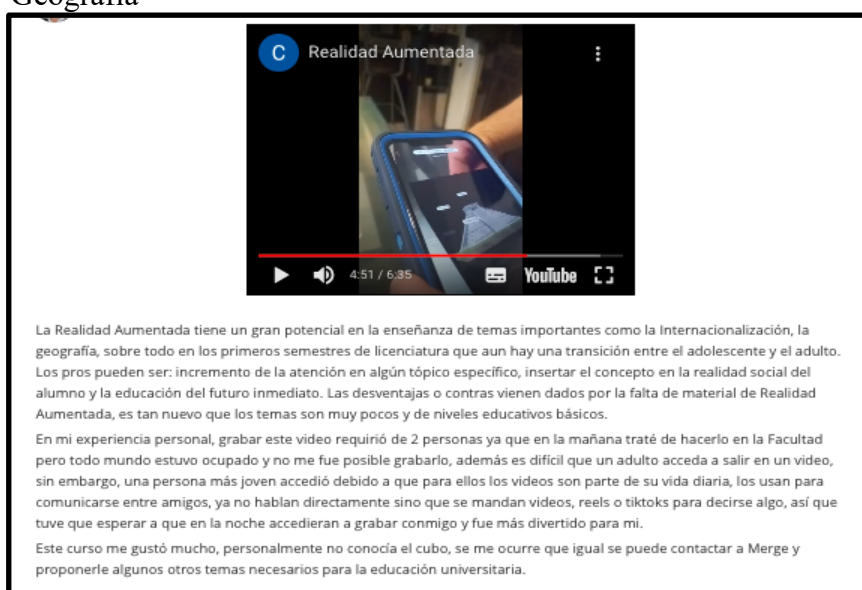 Geografía
C Realidad Aumentada
4:51 / 6:35 YouTube
La Realidad Aumentada tiene un gran potencial en la enseñanza de temas importantes como la Internacionalización, la
geografía, sobre todo en los primeros semestres de licenciatura que aun hay una transición entre el adolescente y el adulto.
Los pros pueden ser: incremento de la atención en algún tópico específico, insertar el concepto en la realidad social del
alumno y la educación del futuro inmediato. Las desventajas o contras vienen dados por la falta de material de Realidad
Aumentada, es tan nuevo que los temas son muy pocos y de niveles educativos básicos.
En mi experiencia personal, grabar este video requirió de 2 personas ya que en la mañana traté de hacerlo en la Facultad
pero todo mundo estuvo ocupado y no me fue posible grabarlo, además es difícil que un adulto acceda a salir en un video,
sin embargo, una persona más joven accedió debido a que para ellos los videos son parte de su vida diaria, los usan para
comunicarse entre amigos, ya no hablan directamente sino que se mandan videos, reels o tiktoks para decirse algo, así que
tuve que esperar a que en la noche accedieran a grabar conmigo y fue más divertido para mi.
Este curso me gustó mucho, personalmente no conocía el cubo, se me ocurre que igual se puede contactar a Merge y
proponerle algunos otros temas necesarios para la educación universitaria.